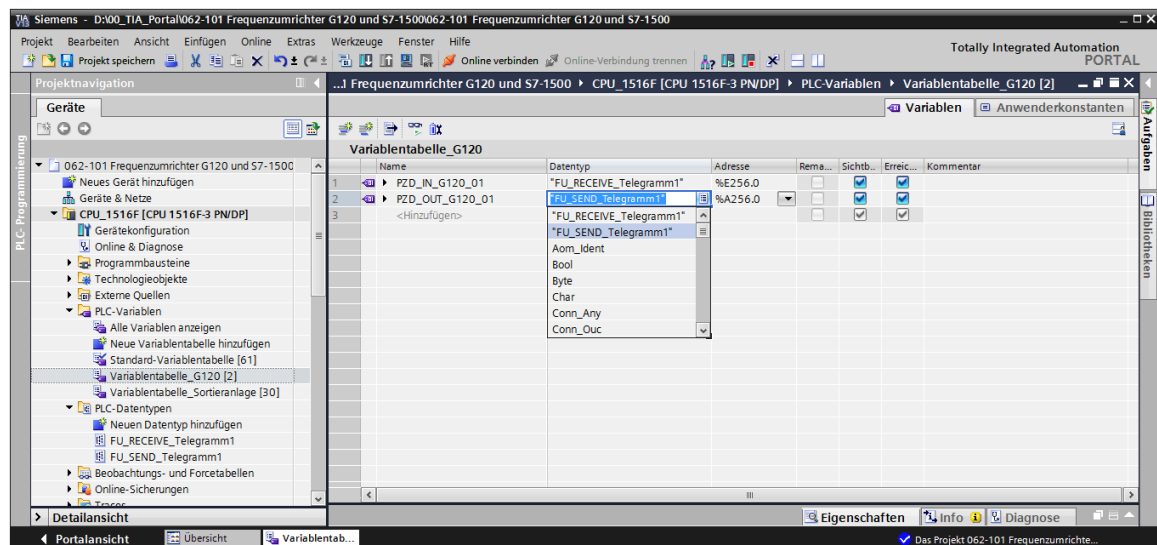 Siemens - D:\00_TIA_Portal\062-101 Frequenzumrichter G120 und S7-1500\062-101 Frequenzumrichter G120 und S7-1500
Projekt Bearbeiten Ansicht Einfügen Online Extras Werkzeuge Fenster Hilfe
Totally Integrated Automation
PORTAL
Projekt speichern Online verbinden Online-Verbindung trennen
Projektnavigation
...1 Frequenzumrichter G120 und S7-1500 CPU_1516F [CPU 1516F-3 PN/DP] PLC-Variablen Variablentabelle_G120 [2]
Geräte
Variablen Anwenderkonstanten
Variablentabelle_G120
Name Datentyp Adresse Rema... Sichtb... Erreic... Kommentar
1 PZD_IN_G120_01 "FU_RECEIVE_Telegramm1" %E256.0
2 PZD_OUT_G120_01 "FU_SEND_Telegramm1" %A256.0
3 <Hinzufügen>
"FU_RECEIVE_Telegramm1"
"FU_SEND_Telegramm1"
Aom_Ident
Bool
Byte
Char
Conn_Any
Conn_Ouc
062-101 Frequenzumrichter G120 und S7-1500
Neues Gerät hinzufügen
Geräte & Netze
CPU_1516F [CPU 1516F-3 PN/DP]
Gerätekonfiguration
Online & Diagnose
Programmbausteine
Technologieobjekte
Externe Quellen
PLC-Variablen
Alle Variablen anzeigen
Neue Variablentabelle hinzufügen
Standard-Variablentabelle [61]
Variablentabelle_G120 [2]
Variablentabelle_Sortieranlage [30]
PLC-Datentypen
Neuen Datentyp hinzufügen
FU_RECEIVE_Telegramm1
FU_SEND_Telegramm1
Beobachtungs- und Forcetabellen
Online-Sicherungen
Traces
Detailansicht
PLC-Programmierung
Aufgaben
Bibliotheken
Eigenschaften Info Diagnose
Portalansicht Übersicht Variablentab...
Das Projekt 062-101 Frequenzumrichte...